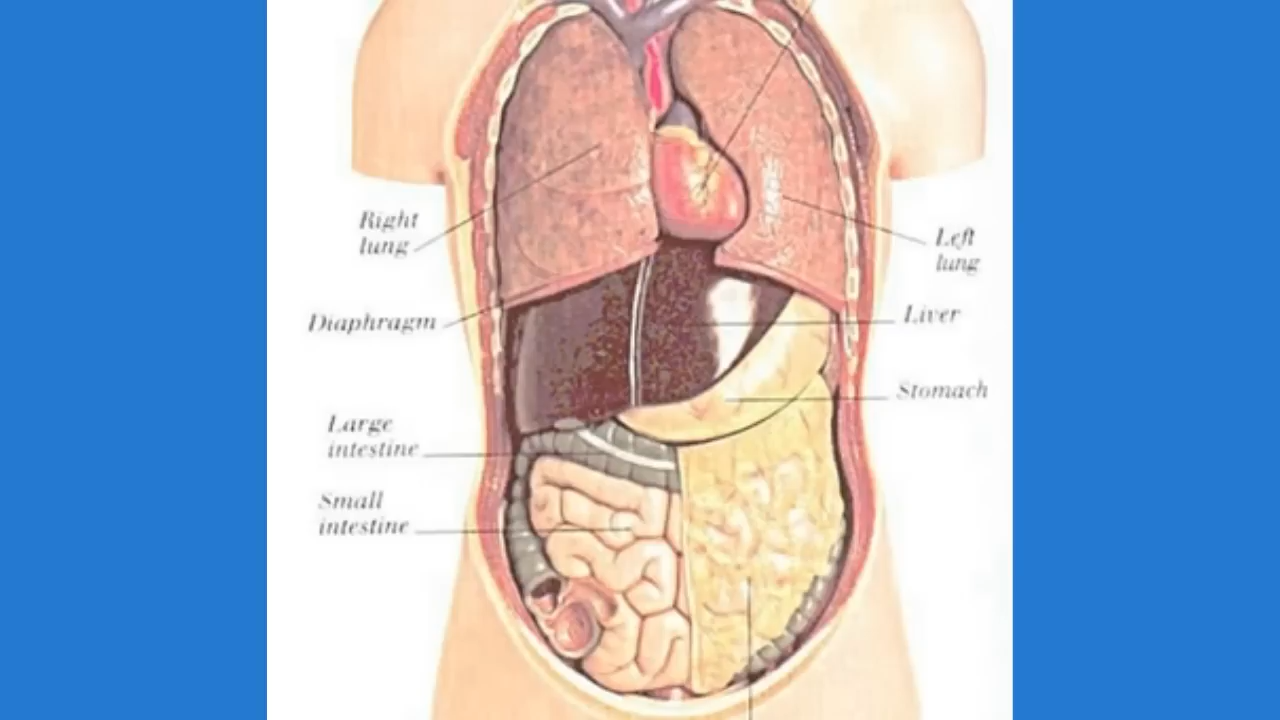 Right
lung
Left
lung
Diaphragm
Liver
Stomach
Large
intestine
Small
intestine